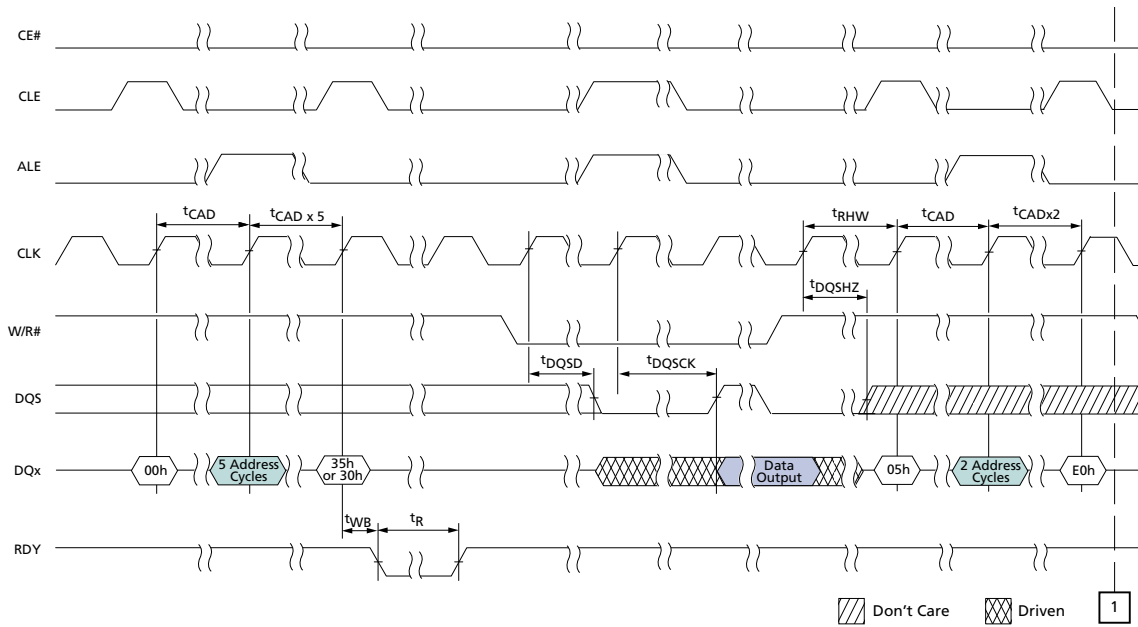 CE#
CLE
ALE
tCAD
tCAD x 5
tRHW
tCAD
tCADx2
CLK
tDQSHZ
W/R#
tDQSD
tDQSCK
DQS
DQx
00h
5 Address
Cycles
35h
or 30h
Data
Output
05h
2 Address
Cycles
E0h
tWB
tR
RDY
Don't Care
Driven
1